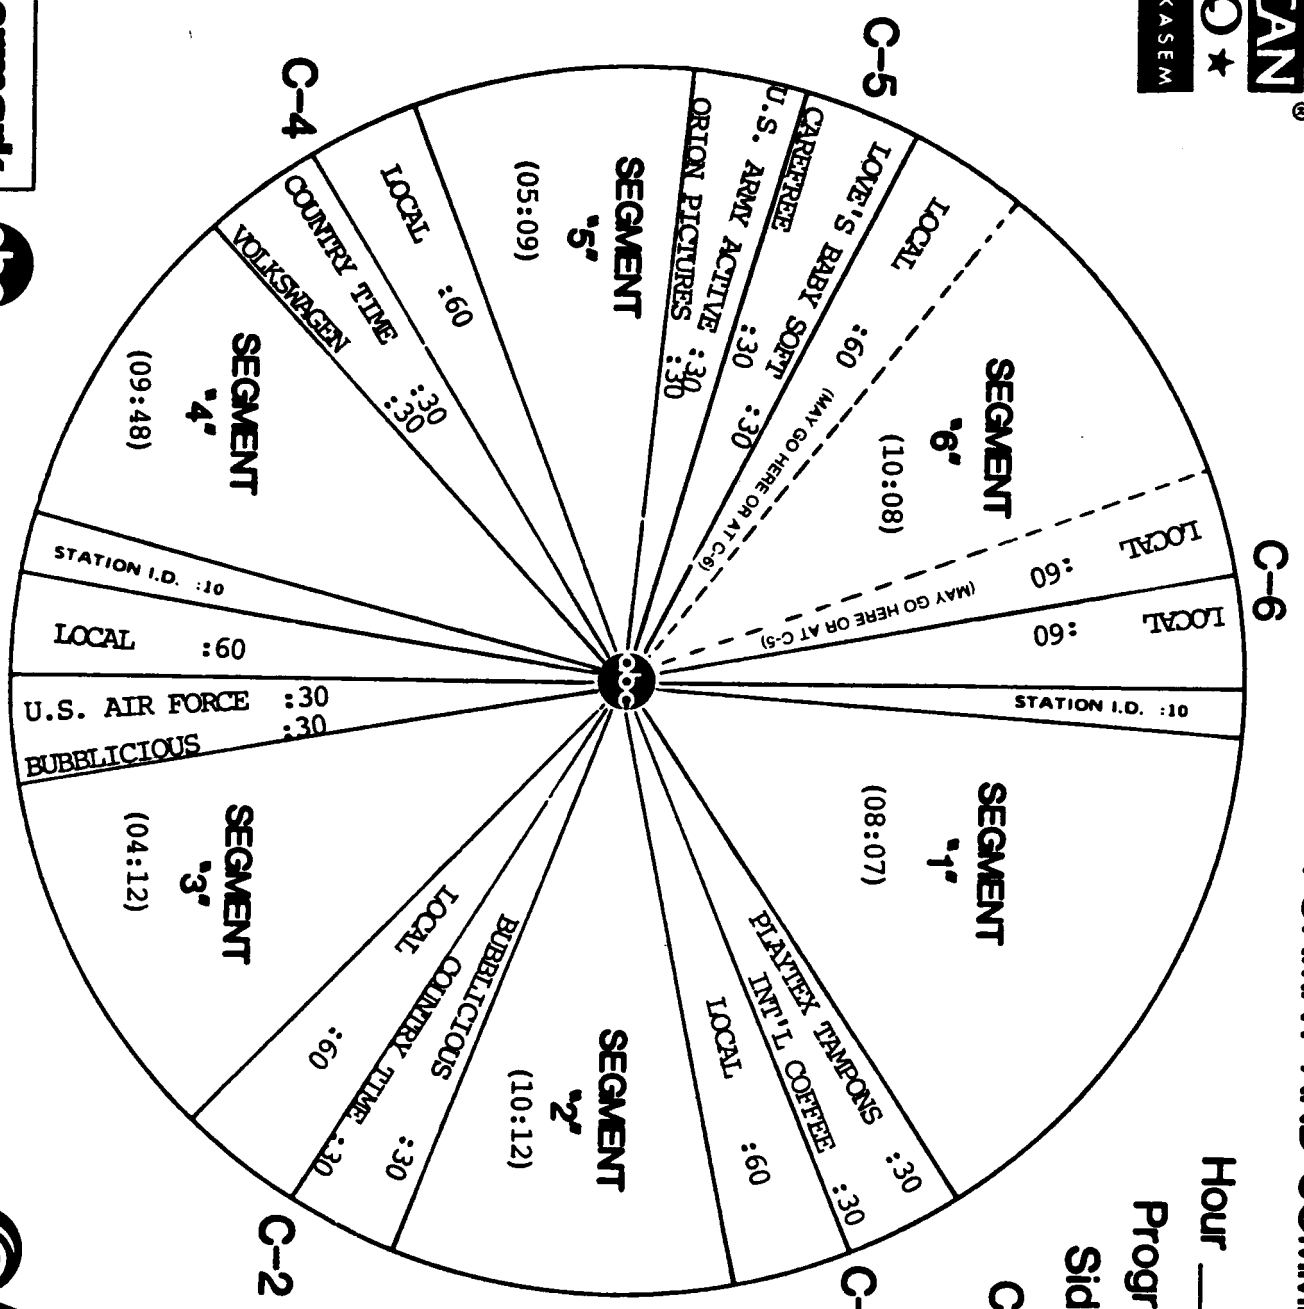 TAN
®
KASEM
Hour
C-6
LOCAL :60
STATION I.D. :10
SEGMENT
"1"
(08:07)
PLAYTEX TAMPONS :30
INT'L COFFEE :30
LOCAL :60
SEGMENT
"2"
(10:12)
BUBBLICIOUS :30
COUNTRY TIME :30
C-2
LOCAL :60
SEGMENT
"3"
(04:12)
BUBBLICIOUS :30
U.S. AIR FORCE :30
LOCAL :60
STATION I.D. :10
SEGMENT
"4"
(09:48)
VOLKSWAGEN :30
COUNTRY TIME :30
C-4
LOCAL :60
SEGMENT
"5"
(05:09)
ORION PICTURES :30
U.S. ARMY ACTIVE :30
C-5
CAREFREE :30
LOVE'S BABY SOFT :30
LOCAL :60
(MAY GO HERE OR AT C-6)
SEGMENT
"6"
(10:08)
LOCAL :60
(MAY GO HERE OR AT C-5)
abc